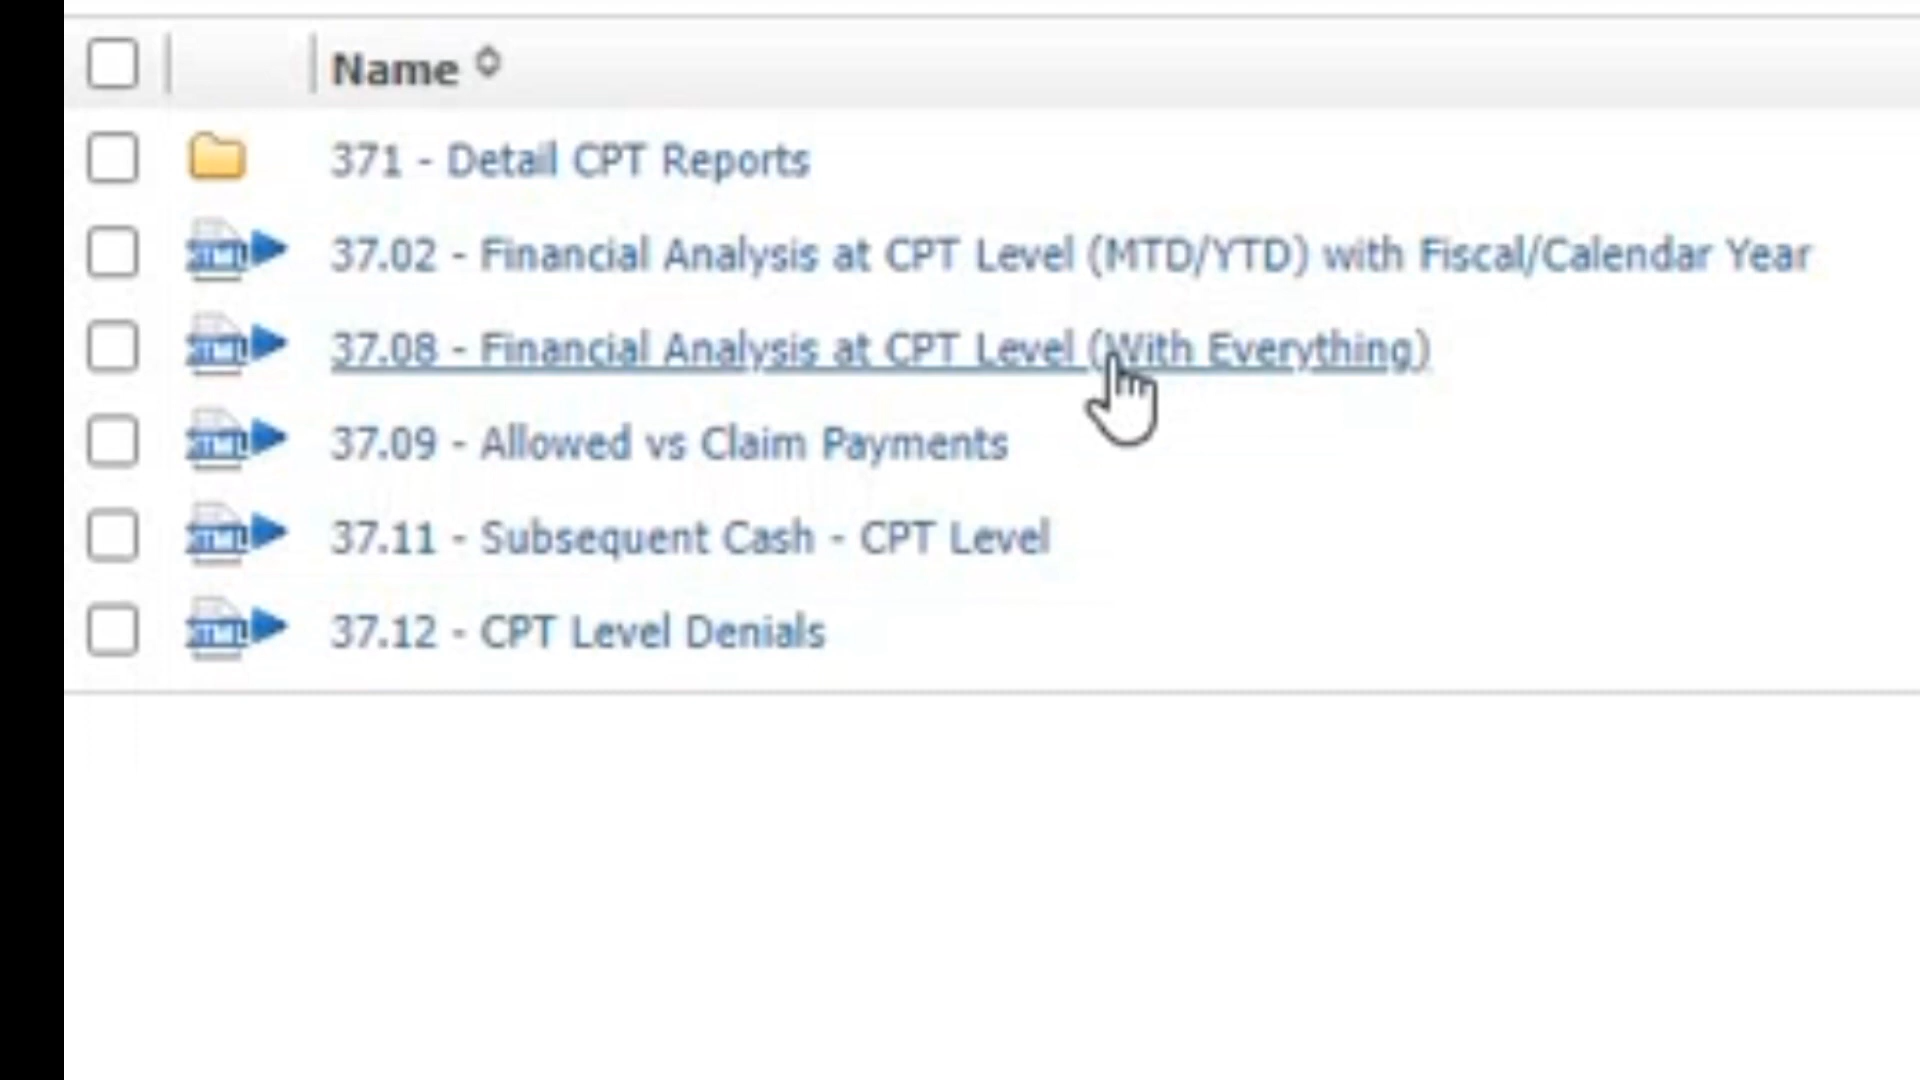 Name
371 - Detail CPT Reports
37.02 - Financial Analysis at CPT Level (MTD/YTD) with Fiscal/Calendar Year
37.08 - Financial Analysis at CPT Level (With Everything)
37.09 - Allowed vs Claim Payments
37.11 - Subsequent Cash - CPT Level
37.12 - CPT Level Denials